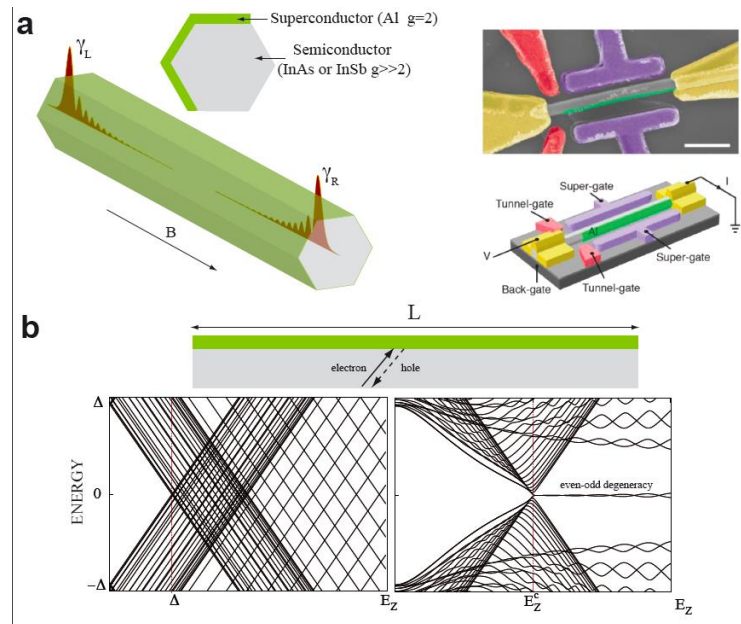 a
Superconductor (Al g=2)
Semiconductor
(InAs or InSb g>>2)
γL
γR
B
Super-gate
Tunnel-gate
I
Al
V
Super-gate
Back-gate
Tunnel-gate
b
L
electron
hole
Δ
ENERGY
0
even-odd degeneracy
-Δ
Δ
EZ
EZc
EZ